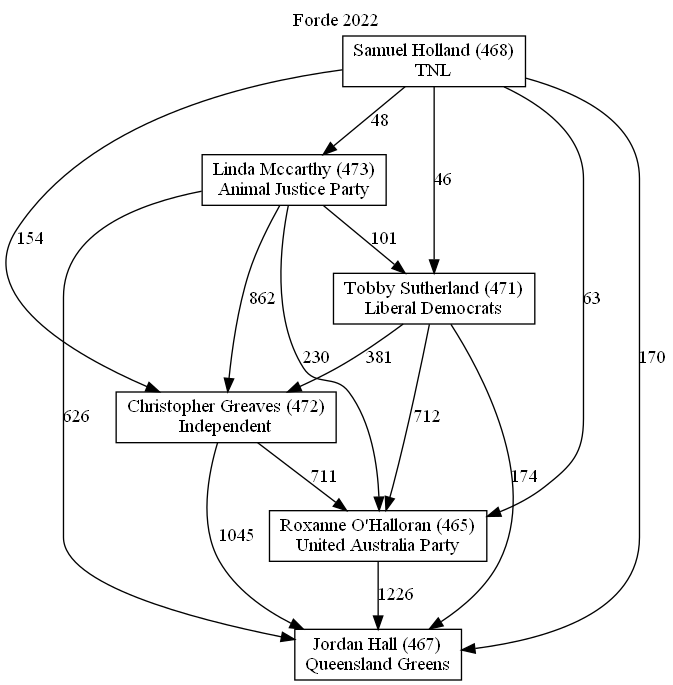 Forde 2022
Samuel Holland (468)
TNL
48
Linda Mccarthy (473)
Animal Justice Party
46
154
101
Tobby Sutherland (471)
Liberal Democrats
862
63
230
381
170
Christopher Greaves (472)
Independent
626
712
711
174
Roxanne O'Halloran (465)
United Australia Party
1045
1226
Jordan Hall (467)
Queensland Greens